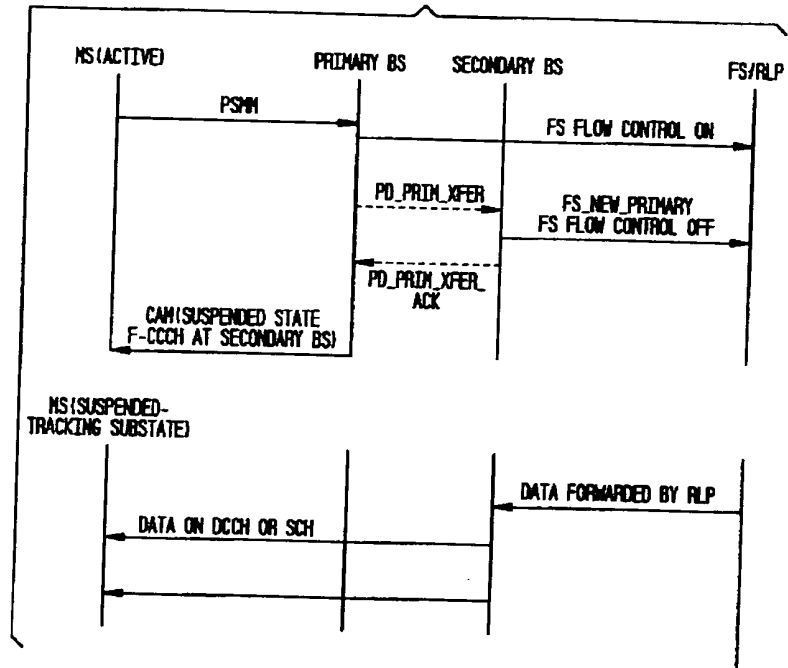 MS(ACTIVE)
PRIMARY BS
SECONDARY BS
FS/RLP
PSMM
FS FLOW CONTROL ON
PD_PRIM_XFER
FS_NEW_PRIMARY
FS FLOW CONTROL OFF
PD_PRIM_XFER_
ACK
CAM(SUSPENDED STATE
F-CCCH AT SECONDARY BS)
MS(SUSPENDED-
TRACKING SUBSTATE)
DATA FORWARDED BY RLP
DATA ON DCCH OR SCH